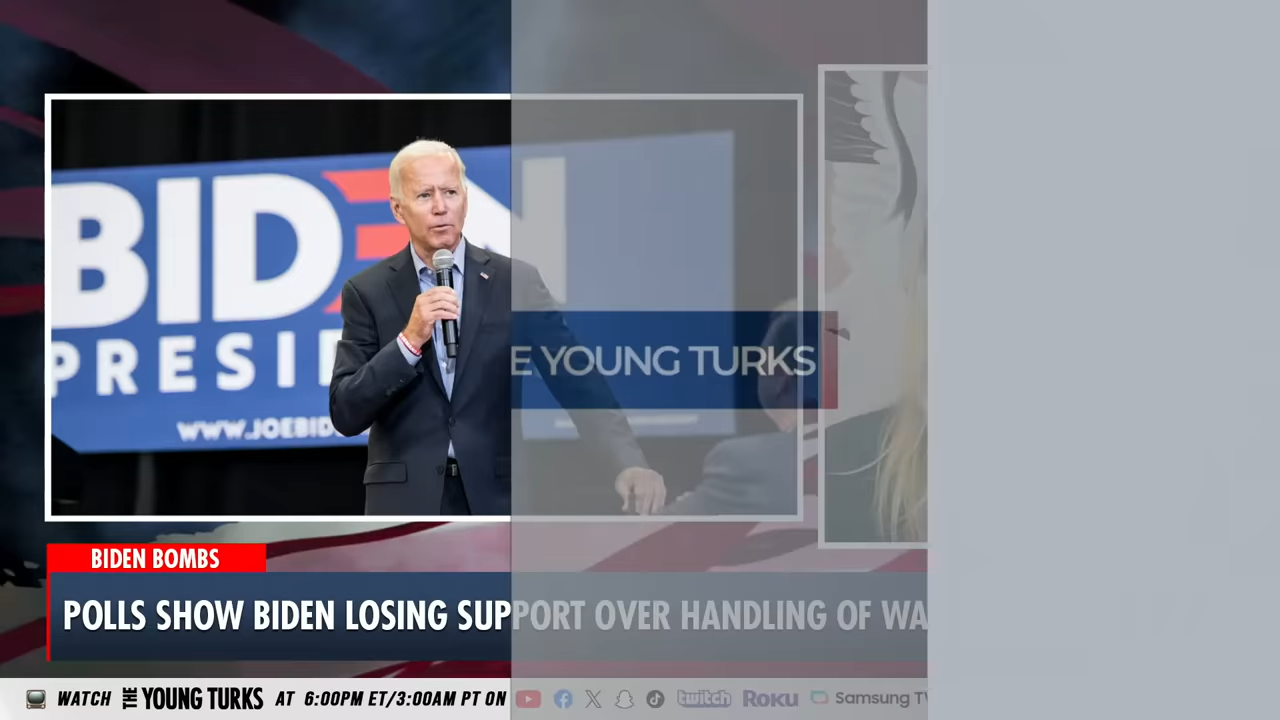 BIDEN
PRESI
WWW.JOEBID
E YOUNG TURKS
BIDEN BOMBS
POLLS SHOW BIDEN LOSING SUPPORT OVER HANDLING OF WA
WATCH THE YOUNG TURKS AT 6:00PM ET/3:00AM PT ON twitch ROKU SAMSUNG TV